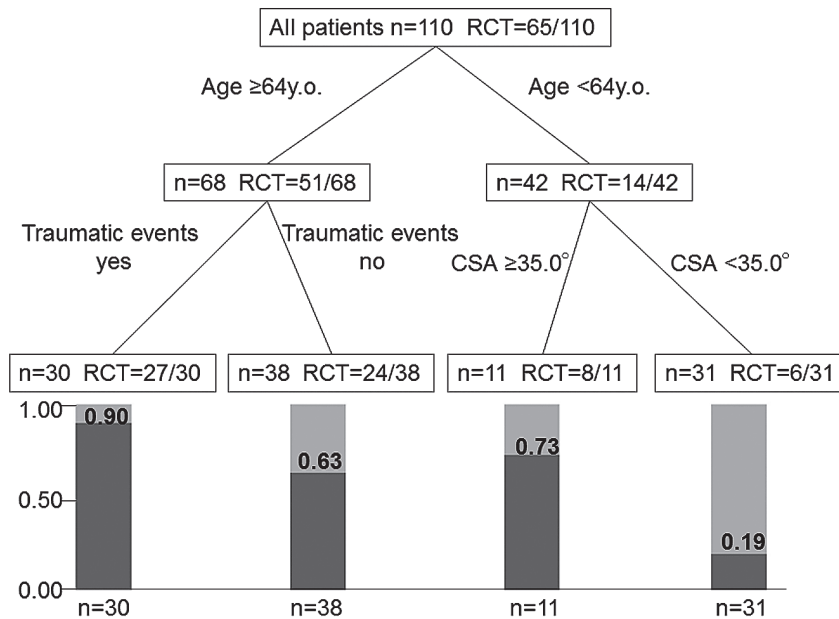 All patients n=110 RCT=65/110
Age ≥64y.o.
Age <64y.o.
n=68 RCT=51/68
n=42 RCT=14/42
Traumatic events
yes
Traumatic events
no
CSA ≥35.0°
CSA <35.0°
n=30 RCT=27/30
n=38 RCT=24/38
n=11 RCT=8/11
n=31 RCT=6/31
1.00
0.90
0.63
0.73
0.50
0.19
0.00
n=30
n=38
n=11
n=31